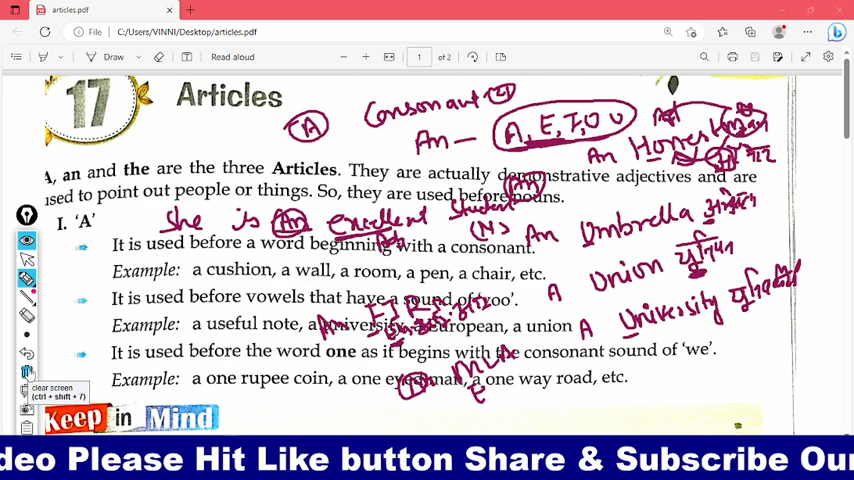 articles.pdf
File C:/Users/VINNI/Desktop/articles.pdf
Draw Read aloud 1 of 2
17 Articles
A Consonant
An - A, E, I, O U
An Honest man
A, an and the are the three Articles. They are actually demonstrative adjectives and are
used to point out people or things. So, they are used before nouns.
An
She is An excellent Student
(N)
An Umbrella
I. 'A'
It is used before a word beginning with a consonant.
Example: a cushion, a wall, a room, a pen, a chair, etc.
A Union
It is used before vowels that have a sound of 'yoo'.
Example: a useful note, a university, a European, a union
An FIR
A University
It is used before the word one as if it begins with the consonant sound of 'we'.
Example: a one rupee coin, a one eyed man, a one way road, etc.
MLA
E
clear screen
(ctrl + shift + 7)
Keep in Mind
deo Please Hit Like button Share & Subscribe Our